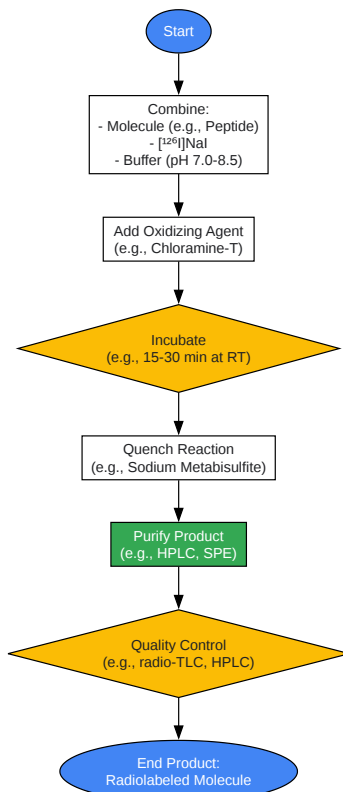 Start
Combine:
- Molecule (e.g., Peptide)
- [¹²⁶I]NaI
- Buffer (pH 7.0-8.5)
Add Oxidizing Agent
(e.g., Chloramine-T)
Incubate
(e.g., 15-30 min at RT)
Quench Reaction
(e.g., Sodium Metabisulfite)
Purify Product
(e.g., HPLC, SPE)
Quality Control
(e.g., radio-TLC, HPLC)
End Product:
Radiolabeled Molecule